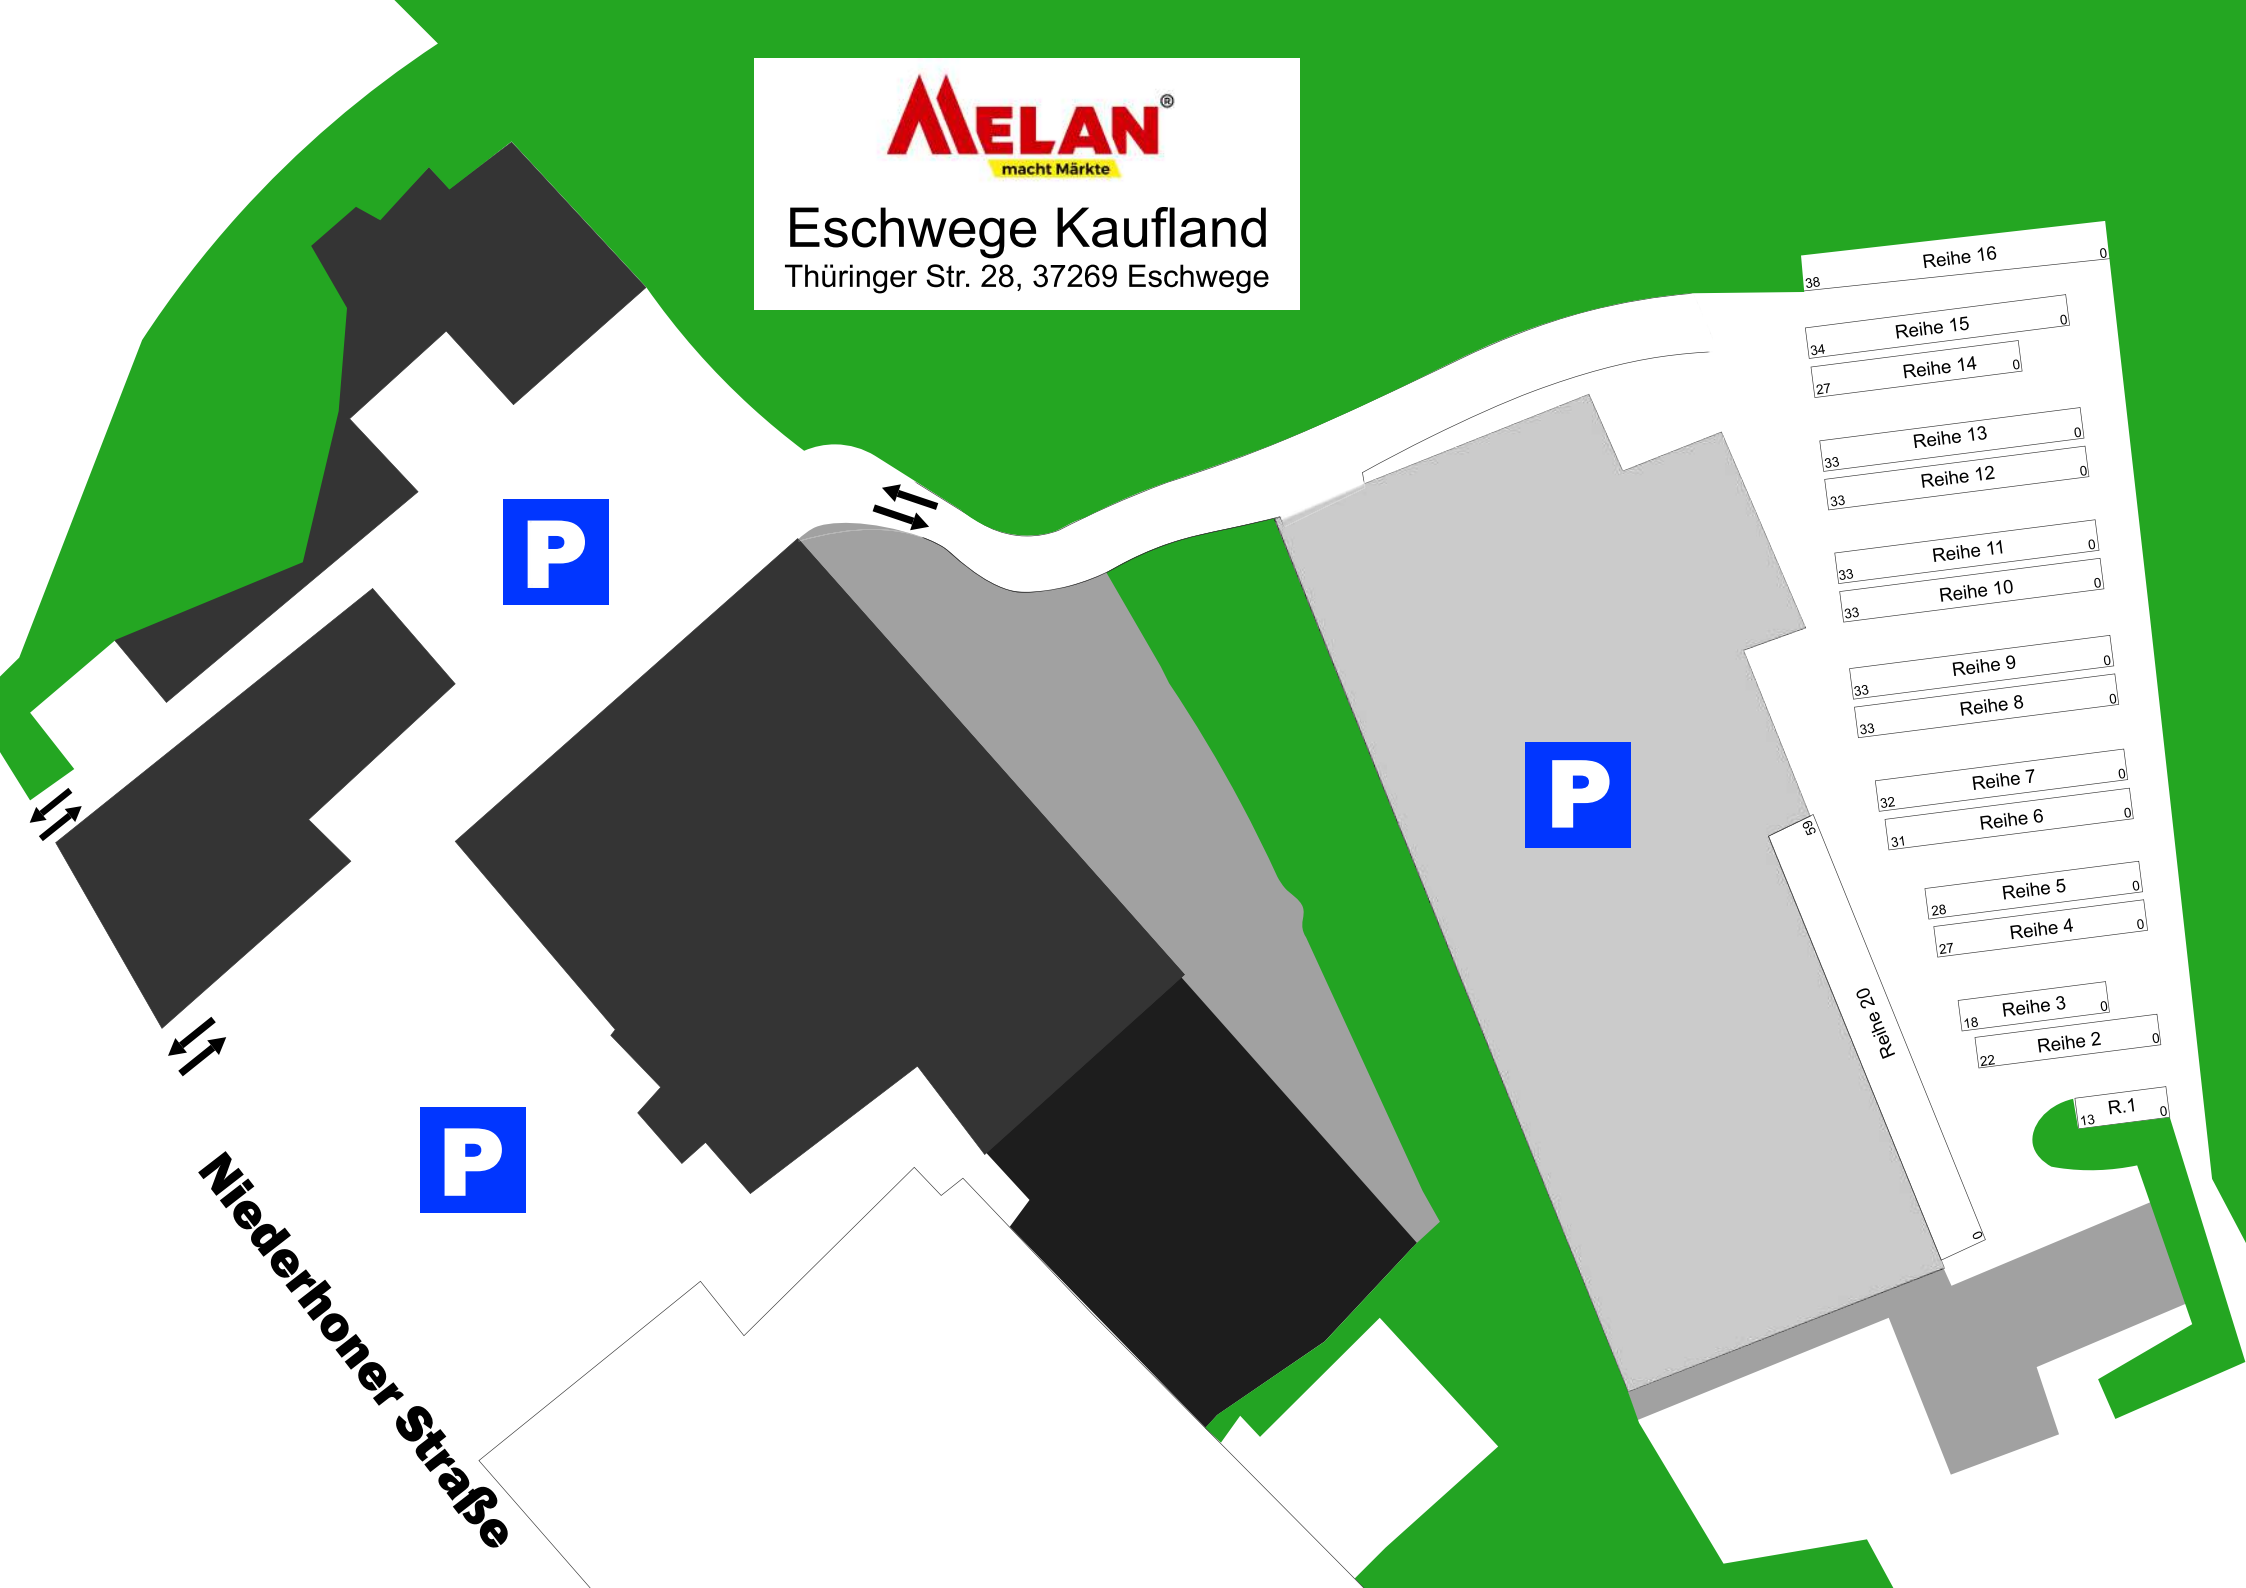 MELAN®
macht Märkte
Eschwege Kaufland
Thüringer Str. 28, 37269 Eschwege
Reihe 16
38 0
Reihe 15
34 0
Reihe 14
27 0
Reihe 13
33 0
Reihe 12
33 0
Reihe 11
33 0
Reihe 10
33 0
Reihe 9
33 0
Reihe 8
33 0
Reihe 7
32 0
Reihe 6
31 0
Reihe 5
28 0
Reihe 4
27 0
Reihe 3
18 0
Reihe 2
22 0
R.1
13 0
59
Reihe 20
0
P
P
P
Niederhoner Straße